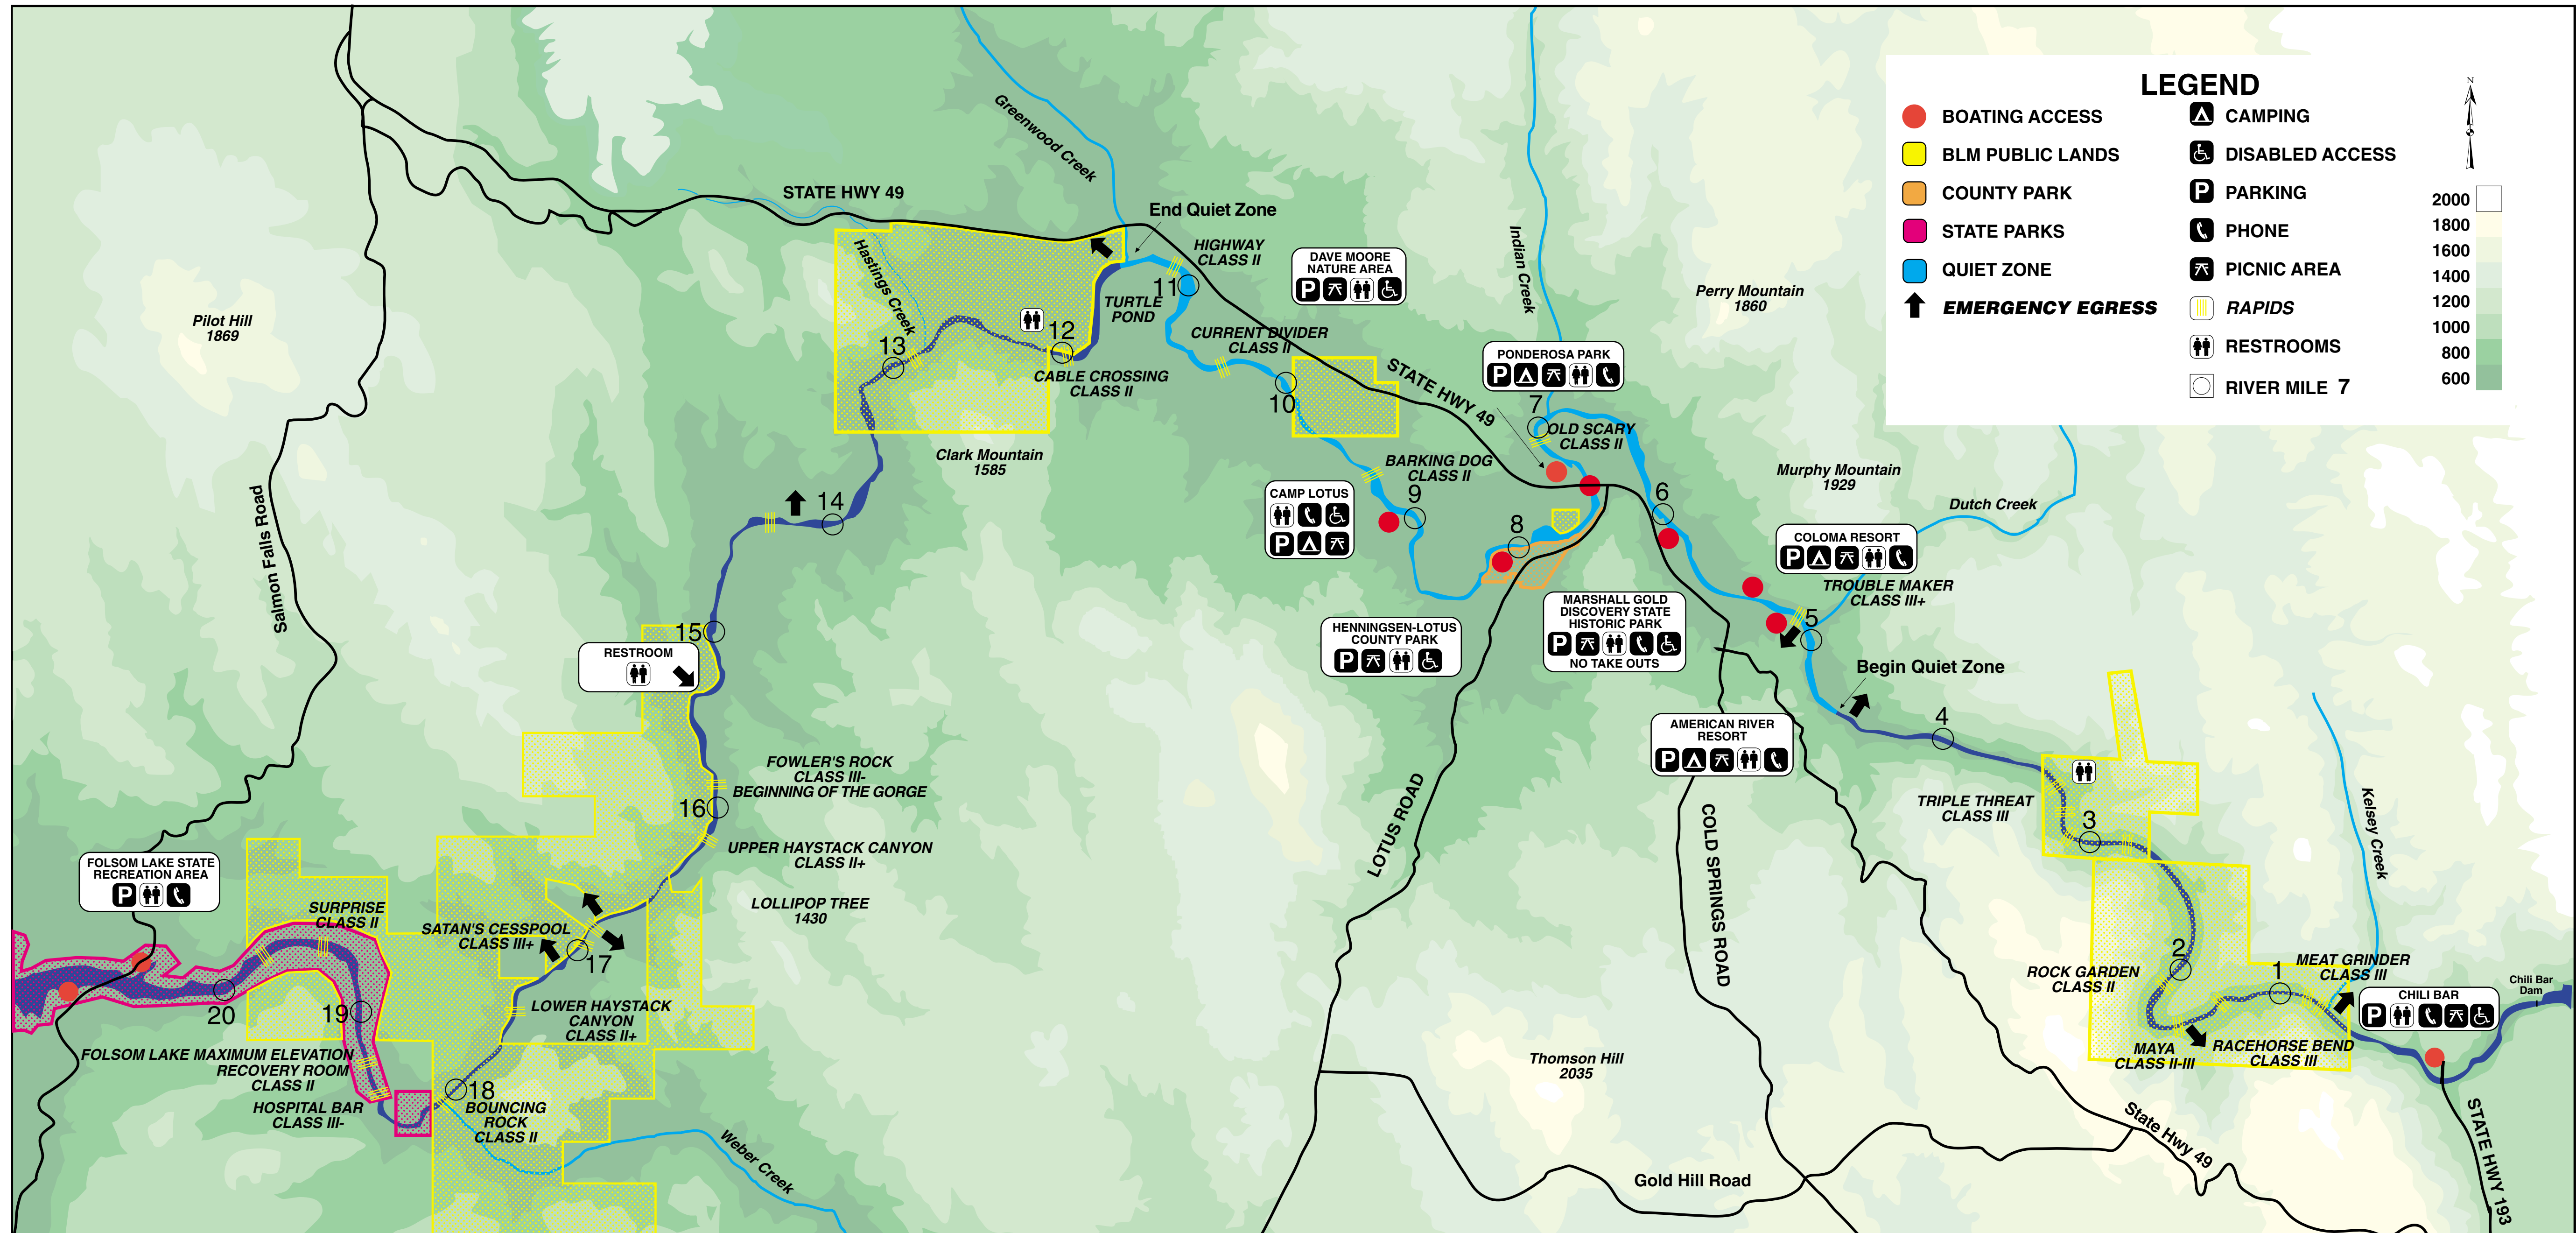 LEGEND
BOATING ACCESS
BLM PUBLIC LANDS
COUNTY PARK
STATE PARKS
QUIET ZONE
EMERGENCY EGRESS
CAMPING
DISABLED ACCESS
P PARKING
PHONE
PICNIC AREA
RAPIDS
RESTROOMS
RIVER MILE 7
N
2000
1800
1600
1400
1200
1000
800
600
STATE HWY 49
Greenwood Creek
End Quiet Zone
HIGHWAY
CLASS II
11
TURTLE
POND
Hastings Creek
12
13
CABLE CROSSING
CLASS II
CURRENT DIVIDER
CLASS II
10
DAVE MOORE
NATURE AREA
P
Indian Creek
Perry Mountain
1860
Pilot Hill
1869
Salmon Falls Road
Clark Mountain
1585
14
STATE HWY 49
PONDEROSA PARK
P
7
OLD SCARY
CLASS II
BARKING DOG
CLASS II
9
CAMP LOTUS
P
8
6
Murphy Mountain
1929
Dutch Creek
COLOMA RESORT
P
TROUBLE MAKER
CLASS III+
5
HENNINGSEN-LOTUS
COUNTY PARK
P
MARSHALL GOLD
DISCOVERY STATE
HISTORIC PARK
P
NO TAKE OUTS
Begin Quiet Zone
4
AMERICAN RIVER
RESORT
P
15
RESTROOM
FOWLER'S ROCK
CLASS III-
BEGINNING OF THE GORGE
16
UPPER HAYSTACK CANYON
CLASS II+
LOLLIPOP TREE
1430
LOTUS ROAD
COLD SPRINGS ROAD
TRIPLE THREAT
CLASS III
3
Kelsey Creek
FOLSOM LAKE STATE
RECREATION AREA
P
SURPRISE
CLASS II
SATAN'S CESSPOOL
CLASS III+
17
LOWER HAYSTACK
CANYON
CLASS II+
20
19
FOLSOM LAKE MAXIMUM ELEVATION
RECOVERY ROOM
CLASS II
HOSPITAL BAR
CLASS III-
18
BOUNCING
ROCK
CLASS II
Weber Creek
Thomson Hill
2035
Gold Hill Road
2
ROCK GARDEN
CLASS II
1
MEAT GRINDER
CLASS III
MAYA
CLASS II-III
RACEHORSE BEND
CLASS III
CHILI BAR
P
Chili Bar
Dam
State Hwy 49
STATE HWY 193